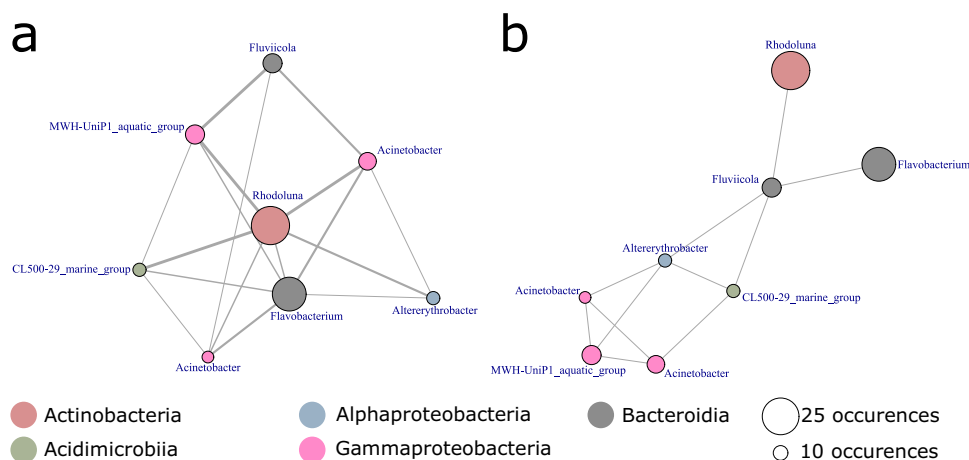 a
Fluviicola
MWH-UniP1_aquatic_group
Acinetobacter
Rhodoluna
CL500-29_marine_group
Flavobacterium
Altererythrobacter
Acinetobacter
b
Rhodoluna
Flavobacterium
Fluviicola
Altererythrobacter
Acinetobacter
CL500-29_marine_group
MWH-UniP1_aquatic_group
Acinetobacter
Actinobacteria
Alphaproteobacteria
Bacteroidia
25 occurences
Acidimicrobiia
Gammaproteobacteria
10 occurences